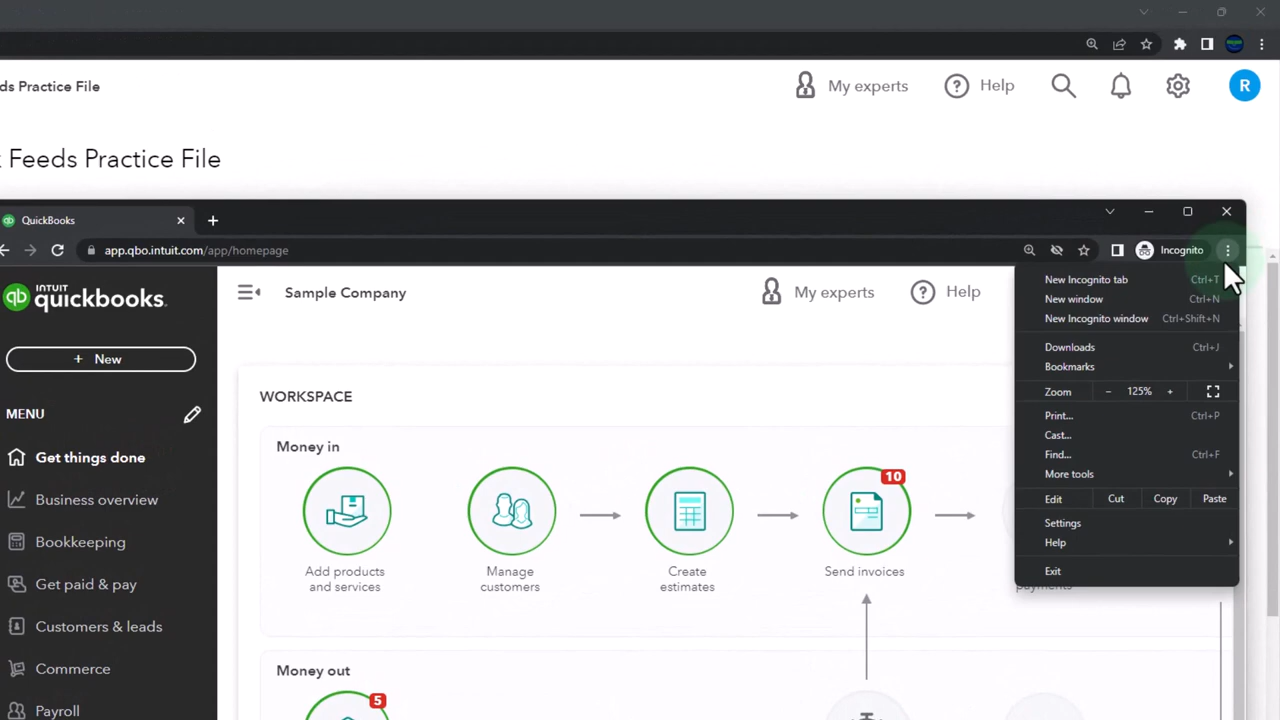 ds Practice File
My experts
Help
R
Feeds Practice File
QuickBooks
app.qbo.intuit.com/app/homepage
Incognito
INTUIT
quickbooks.
qb
Sample Company
My experts
Help
+ New
MENU
Get things done
Business overview
Bookkeeping
Get paid & pay
Customers & leads
Commerce
Payroll
WORKSPACE
Money in
10
Add products
and services
Manage
customers
Create
estimates
Send invoices
payments
Money out
5
New Incognito tab Ctrl+T
New window Ctrl+N
New Incognito window Ctrl+Shift+N
Downloads Ctrl+J
Bookmarks
Zoom − 125% +
Print... Ctrl+P
Cast...
Find... Ctrl+F
More tools
Edit Cut Copy Paste
Settings
Help
Exit